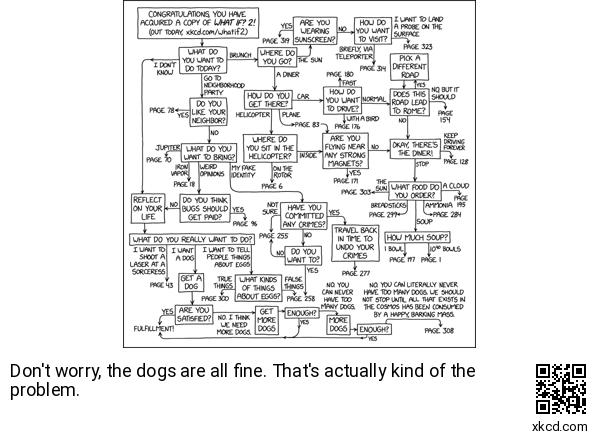 CONGRATULATIONS, YOU HAVE
ACQUIRED A COPY OF WHAT IF? 2!
(OUT TODAY, xkcd.com/whatif2)
WHAT DO
YOU WANT TO
DO TODAY?
I DON'T
KNOW
BRUNCH
GO TO
NEIGHBORHOOD
PARTY
WHERE DO
YOU GO?
THE SUN
ARE YOU
WEARING
SUNSCREEN?
YES
PAGE 319
NO
HOW DO
YOU WANT
TO VISIT?
I WANT TO LAND
A PROBE ON THE
SURFACE
PAGE 323
BRIEFLY, VIA
TELEPORTER
PAGE 314
A DINER
HOW DO YOU
GET THERE?
CAR
HELICOPTER
PLANE
PAGE 83
HOW DO
YOU WANT
TO DRIVE?
FAST
PAGE 180
WITH A BIRD
PAGE 176
NORMAL
DOES THIS
ROAD LEAD
TO ROME?
YES
PICK A
DIFFERENT
ROAD
NO, BUT IT
SHOULD
PAGE
154
NO
DO YOU
LIKE YOUR
NEIGHBOR?
YES
PAGE 78
NO
WHAT DO YOU
WANT TO BRING?
JUPITER
PAGE
70
IRON
VAPOR
PAGE 18
WEIRD
OPINIONS
MY FAKE
IDENTITY
WHERE DO
YOU SIT IN THE
HELICOPTER?
INSIDE
ON THE
ROTOR
PAGE 6
ARE YOU
FLYING NEAR
ANY STRONG
MAGNETS?
YES
PAGE
171
NO
OKAY, THERE'S
THE DINER!
KEEP
DRIVING
FOREVER
PAGE 128
STOP
WHAT FOOD DO
YOU ORDER?
THE
SUN
PAGE
303
A CLOUD
PAGE
195
BREADSTICKS
PAGE 299
AMMONIA
PAGE 284
SOUP
HOW MUCH SOUP?
1 BOWL
PAGE 117
BOWLS
PAGE 1
DO YOU THINK
BUGS SHOULD
GET PAID?
NO
YES
PAGE 96
REFLECT
ON YOUR
LIFE
HAVE YOU
COMMITTED
ANY CRIMES?
NOT
SURE
PAGE
255
YES
TRAVEL BACK
IN TIME TO
UNDO YOUR
CRIMES
PAGE 277
NO
DO YOU
WANT TO?
NO
YES
PAGE 258
WHAT DO YOU REALLY WANT TO DO?
I WANT TO
SHOOT A
LASER AT A
SORCERESS
PAGE 43
I WANT
A DOG
I WANT TO TELL
PEOPLE THINGS
ABOUT EGGS
WHAT KINDS OF
THINGS
ABOUT EGGS?
TRUE
THINGS
PAGE 300
FALSE
THINGS
GET A
DOG
ARE YOU
SATISFIED?
YES
FULFILLMENT!
NO. I THINK
WE NEED
MORE DOGS.
GET
MORE
DOGS
ENOUGH?
YES
NO. YOU
CAN NEVER
HAVE TOO
MANY DOGS.
MORE
DOGS
ENOUGH?
YES
NO. YOU CAN LITERALLY NEVER
HAVE TOO MANY DOGS. WE SHOULD
NOT STOP UNTIL ALL THAT EXISTS IN
THE COSMOS HAS BEEN CONSUMED
BY A HAPPY, BARKING MASS.
PAGE 308
Don't worry, the dogs are all fine. That's actually kind of the
problem.
xkcd.com